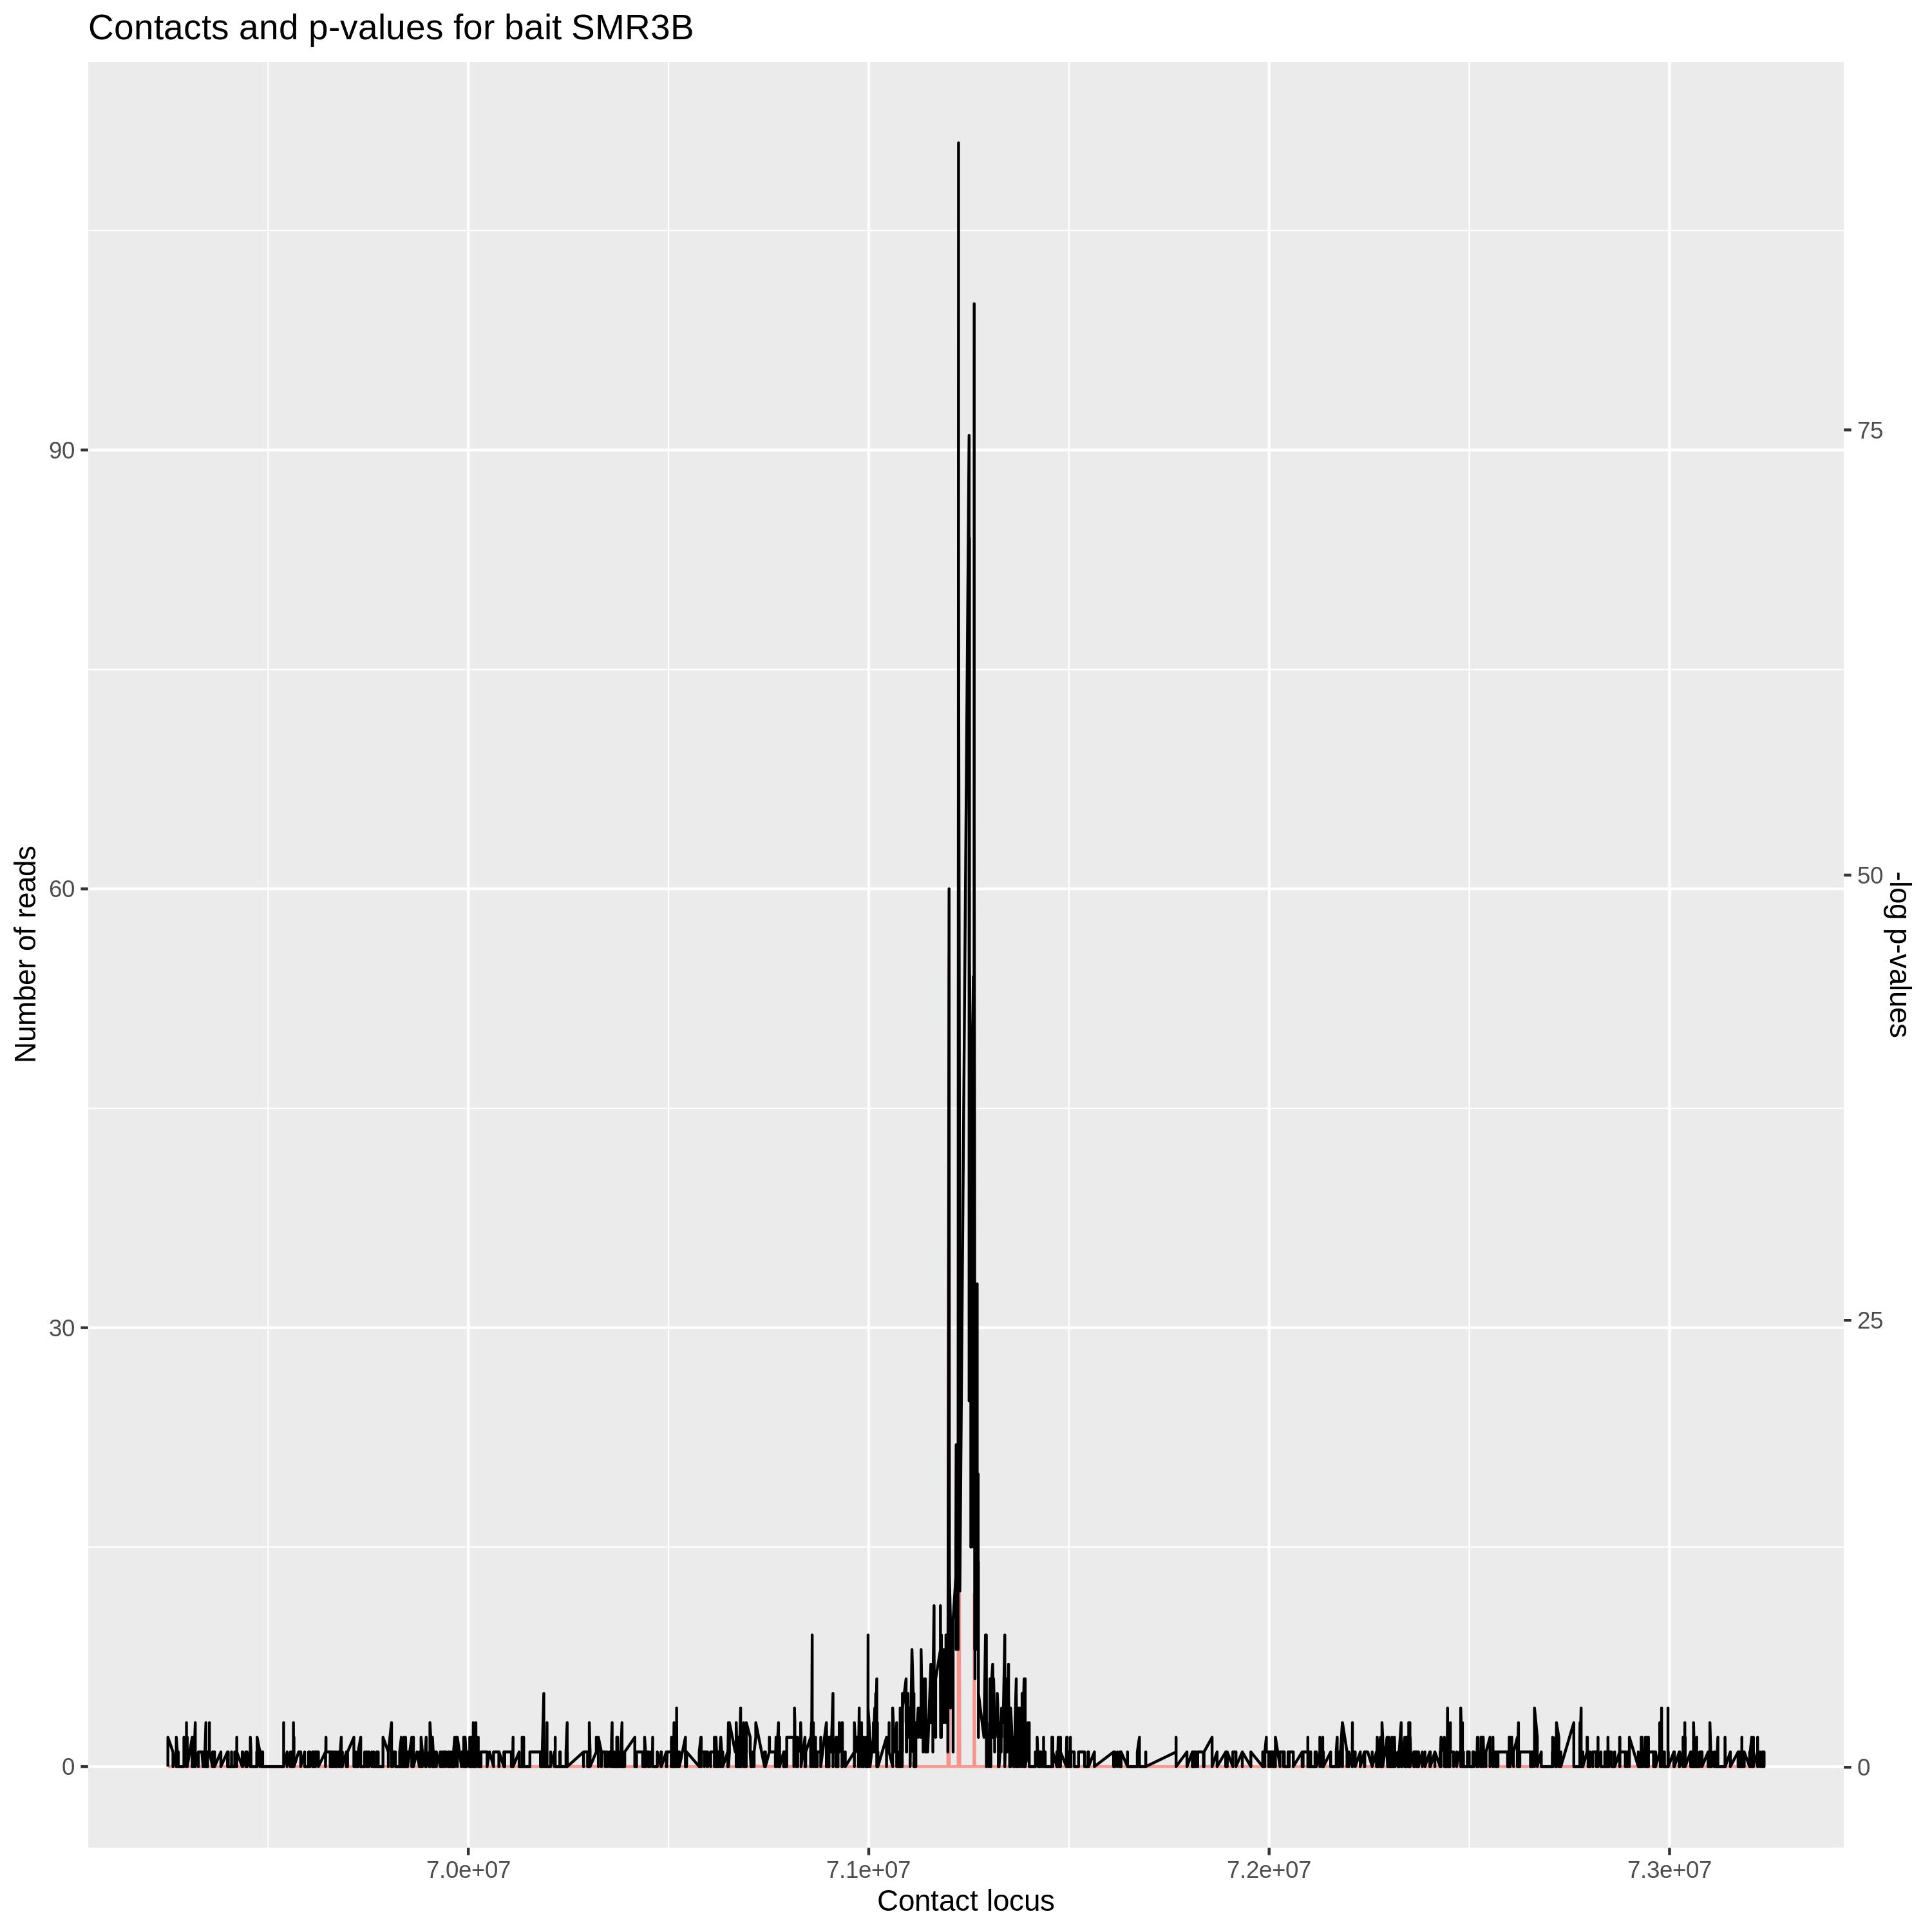 Contacts and p-values for bait SMR3B
Number of reads
90
60
30
0
75
50
25
0
-log p-values
7.0e+07
7.1e+07
7.2e+07
7.3e+07
Contact locus